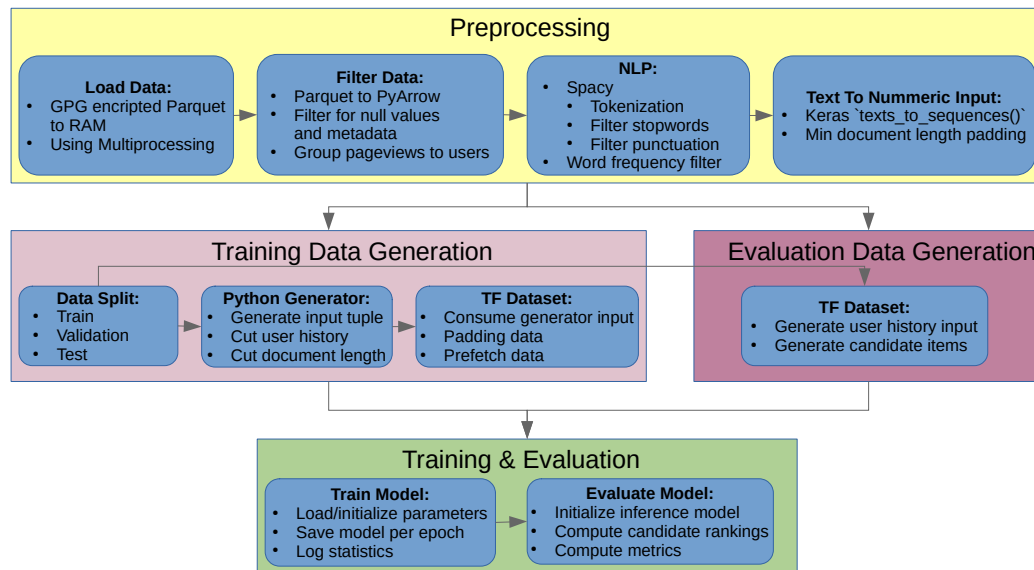 Preprocessing
Load Data:
• GPG encripted Parquet
to RAM
• Using Multiprocessing
Filter Data:
• Parquet to PyArrow
• Filter for null values
and metadata
• Group pageviews to users
NLP:
• Spacy
• Tokenization
• Filter stopwords
• Filter punctuation
• Word frequency filter
Text To Nummeric Input:
• Keras `texts_to_sequences()`
• Min document length padding
Training Data Generation
Data Split:
• Train
• Validation
• Test
Python Generator:
• Generate input tuple
• Cut user history
• Cut document length
TF Dataset:
• Consume generator input
• Padding data
• Prefetch data
Evaluation Data Generation
TF Dataset:
• Generate user history input
• Generate candidate items
Training & Evaluation
Train Model:
• Load/initialize parameters
• Save model per epoch
• Log statistics
Evaluate Model:
• Initialize inference model
• Compute candidate rankings
• Compute metrics